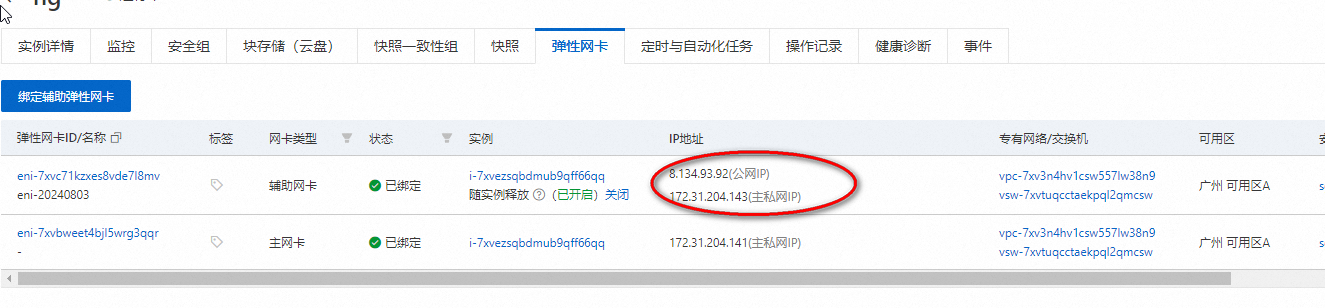 实例详情 监控 安全组 块存储（云盘） 快照一致性组 快照 弹性网卡 定时与自动化任务 操作记录 健康诊断 事件
绑定辅助弹性网卡
弹性网卡ID/名称 标签 网卡类型 状态 实例 IP地址 专有网络/交换机 可用区
eni-7xvc71kzxes8vde7l8mv 辅助网卡 已绑定 i-7xvezsqbdmub9qff66qq 8.134.93.92(公网IP) vpc-7xv3n4hv1csw557lw38n9 广州 可用区A
eni-20240803 随实例释放 （已开启）关闭 172.31.204.143(主私网IP) vsw-7xvtuqcctaekpql2qmcsw
eni-7xvbweet4bjl5wrg3qqr 主网卡 已绑定 i-7xvezsqbdmub9qff66qq 172.31.204.141(主私网IP) vpc-7xv3n4hv1csw557lw38n9 广州 可用区A
- vsw-7xvtuqcctaekpql2qmcsw